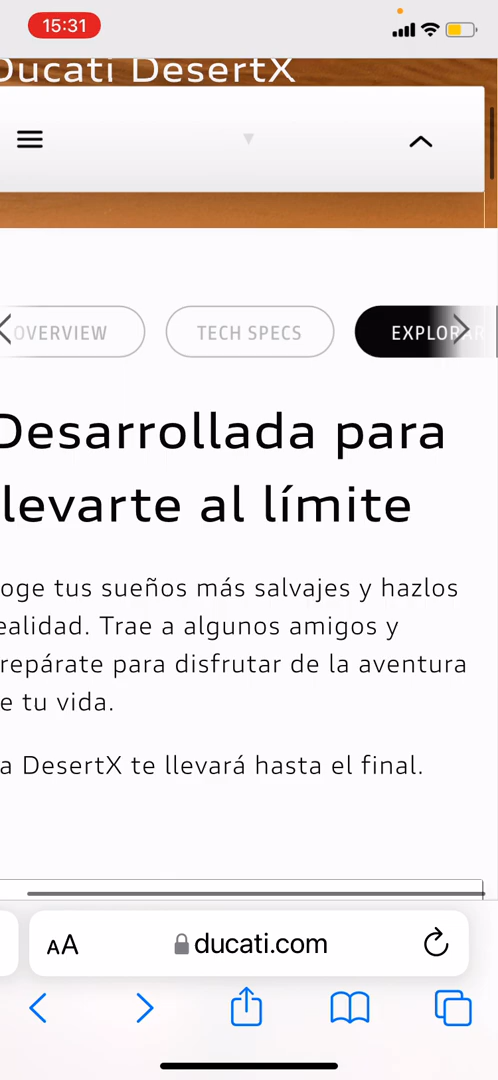 15:31
Ducati DesertX
OVERVIEW
TECH SPECS
EXPLORAR
Desarrollada para
llevarte al límite
oge tus sueños más salvajes y hazlos
ealidad. Trae a algunos amigos y
repárate para disfrutar de la aventura
e tu vida.
a DesertX te llevará hasta el final.
AA
ducati.com